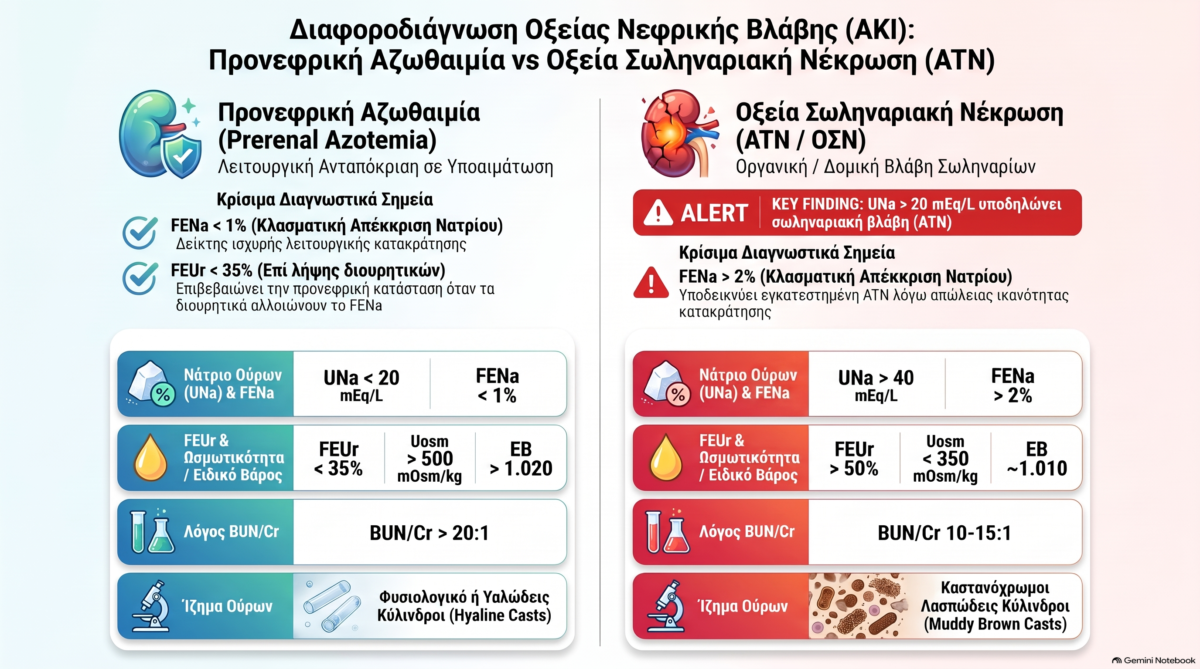 Διαφοροδιάγνωση Οξείας Νεφρικής Βλάβης (AKI):
Προνεφρική Αζωθαιμία vs Οξεία Σωληναριακή Νέκρωση (ATN)
Προνεφρική Αζωθαιμία
(Prerenal Azotemia)
Λειτουργική Ανταπόκριση σε Υποαιμάτωση
Κρίσιμα Διαγνωστικά Σημεία
FENa < 1% (Κλασματική Απέκκριση Νατρίου)
Δείκτης ισχυρής λειτουργικής κατακράτησης
FEUr < 35% (Επί λήψης διουρητικών)
Επιβεβαιώνει την προνεφρική κατάσταση όταν τα
διουρητικά αλλοιώνουν το FENa
Νάτριο Ούρων
(UNa) & FENa
%
UNa < 20
mEq/L
FENa
< 1%
FEUr &
Ωσμωτικότητα
/ Ειδικό Βάρος
FEUr
< 35%
Uosm
> 500
mOsm/kg
ΕΒ
> 1.020
Λόγος BUN/Cr
BUN/Cr > 20:1
Ίζημα Ούρων
Φυσιολογικό ή Υαλώδεις
Κύλινδροι (Hyaline Casts)
Οξεία Σωληναριακή Νέκρωση
(ATN / ΟΣΝ)
Οργανική / Δομική Βλάβη Σωληναρίων
ALERT
KEY FINDING: UNa > 20 mEq/L υποδηλώνει
σωληναριακή βλάβη (ATN)
Κρίσιμα Διαγνωστικά Σημεία
FENa > 2% (Κλασματική Απέκκριση Νατρίου)
Υποδεικνύει εγκατεστημένη ATN λόγω απώλειας ικανότητας
κατακράτησης
Νάτριο Ούρων
(UNa) & FENa
%
UNa > 40
mEq/L
FENa
> 2%
FEUr &
Ωσμωτικότητα
/ Ειδικό Βάρος
FEUr
> 50%
Uosm
< 350
mOsm/kg
ΕΒ
~1.010
Λόγος BUN/Cr
BUN/Cr 10-15:1
Ίζημα Ούρων
Καστανόχρωμοι
Λασπώδεις Κύλινδροι
(Muddy Brown Casts)
Gemini Notebook